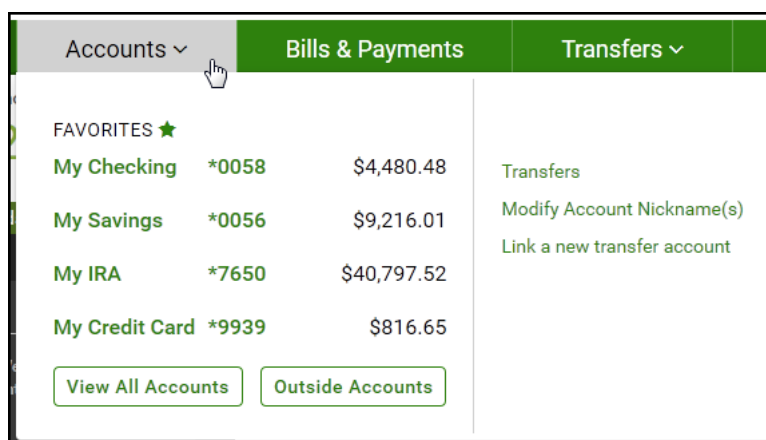 Accounts Bills & Payments Transfers
FAVORITES
My Checking *0058 $4,480.48
My Savings *0056 $9,216.01
My IRA *7650 $40,797.52
My Credit Card *9939 $816.65
View All Accounts Outside Accounts
Transfers
Modify Account Nickname(s)
Link a new transfer account